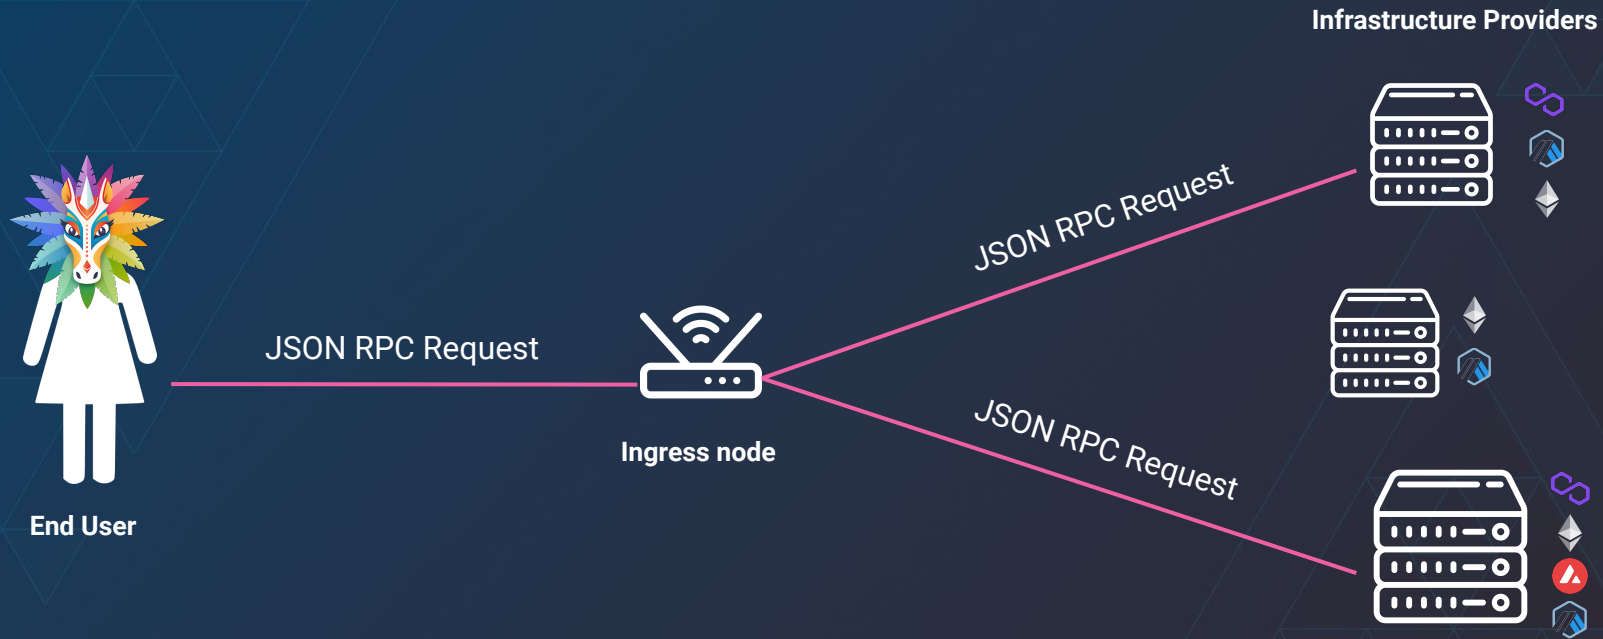 Infrastructure Providers
JSON RPC Request
JSON RPC Request
Ingress node
JSON RPC Request
End User